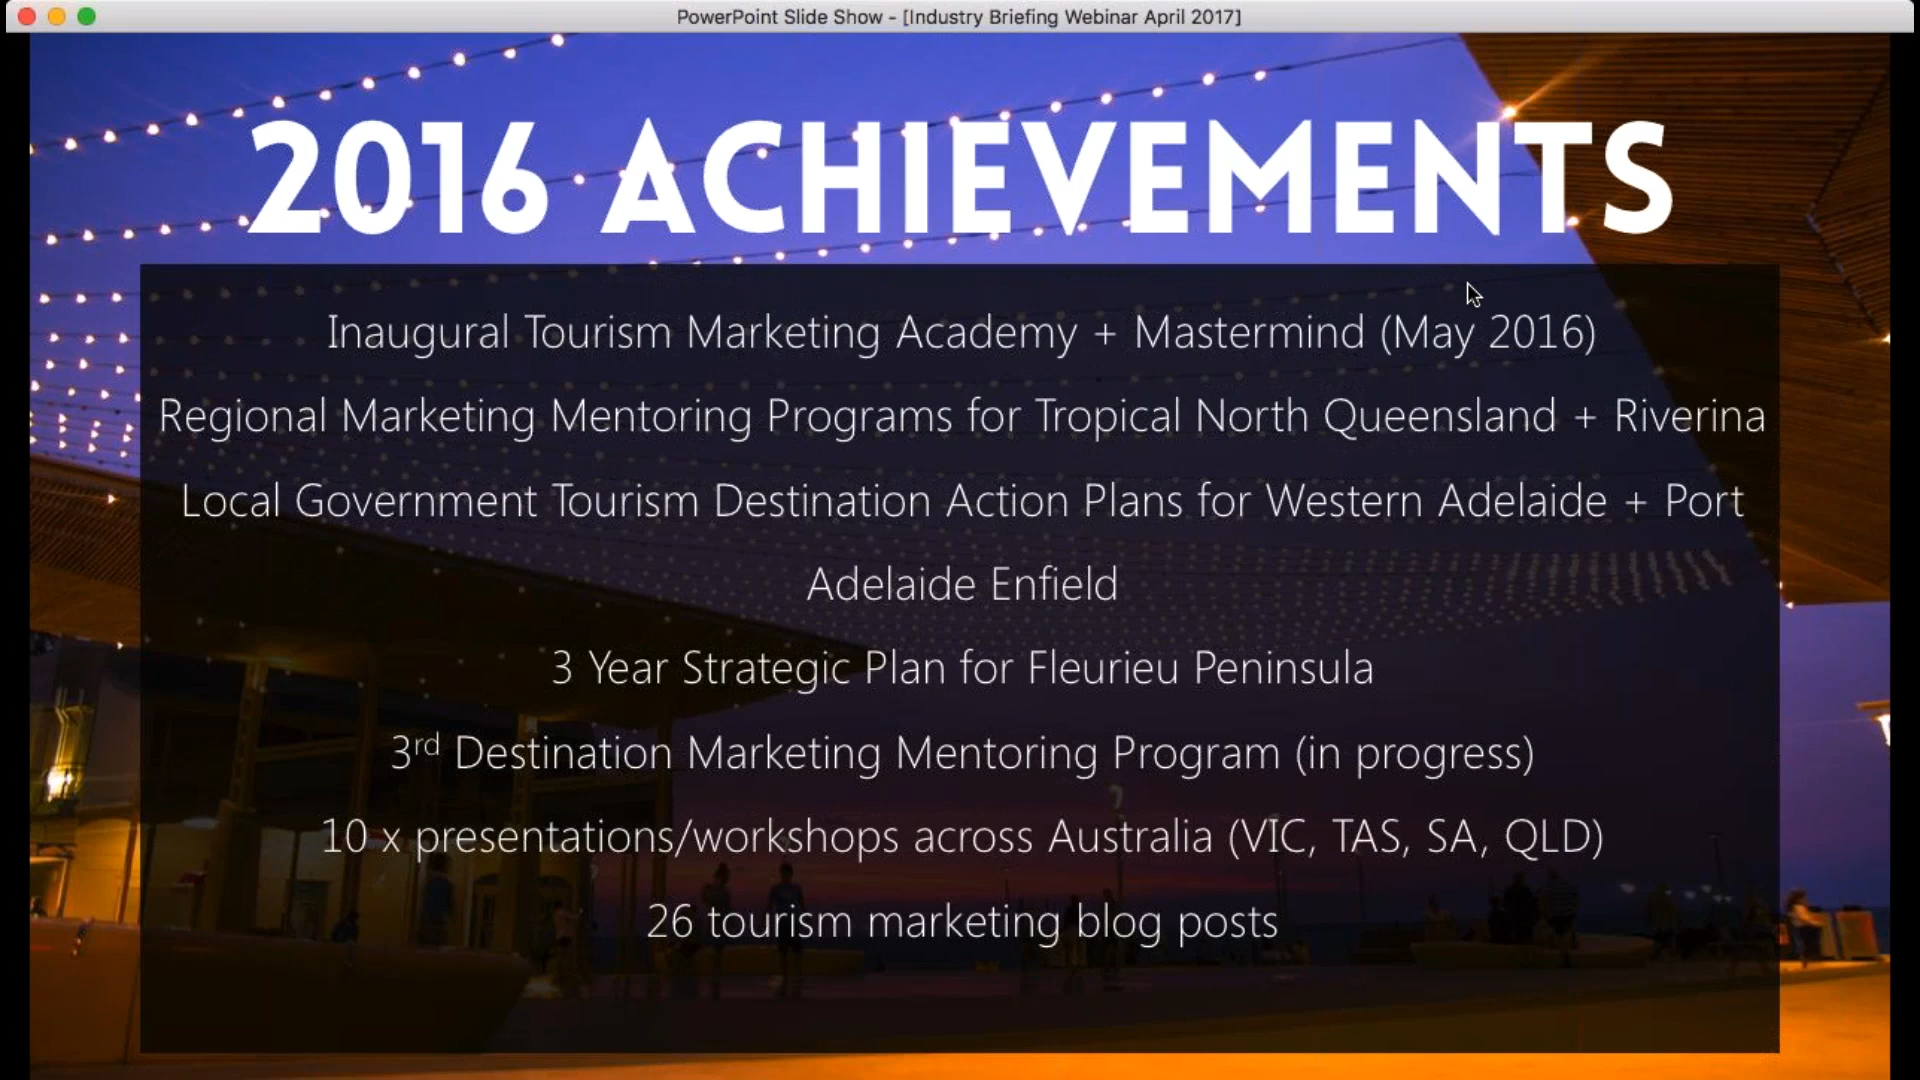 PowerPoint Slide Show - [Industry Briefing Webinar April 2017]
2016 ACHIEVEMENTS
Inaugural Tourism Marketing Academy + Mastermind (May 2016)
Regional Marketing Mentoring Programs for Tropical North Queensland + Riverina
Local Government Tourism Destination Action Plans for Western Adelaide + Port
Adelaide Enfield
3 Year Strategic Plan for Fleurieu Peninsula
3rd Destination Marketing Mentoring Program (in progress)
10 x presentations/workshops across Australia (VIC, TAS, SA, QLD)
26 tourism marketing blog posts